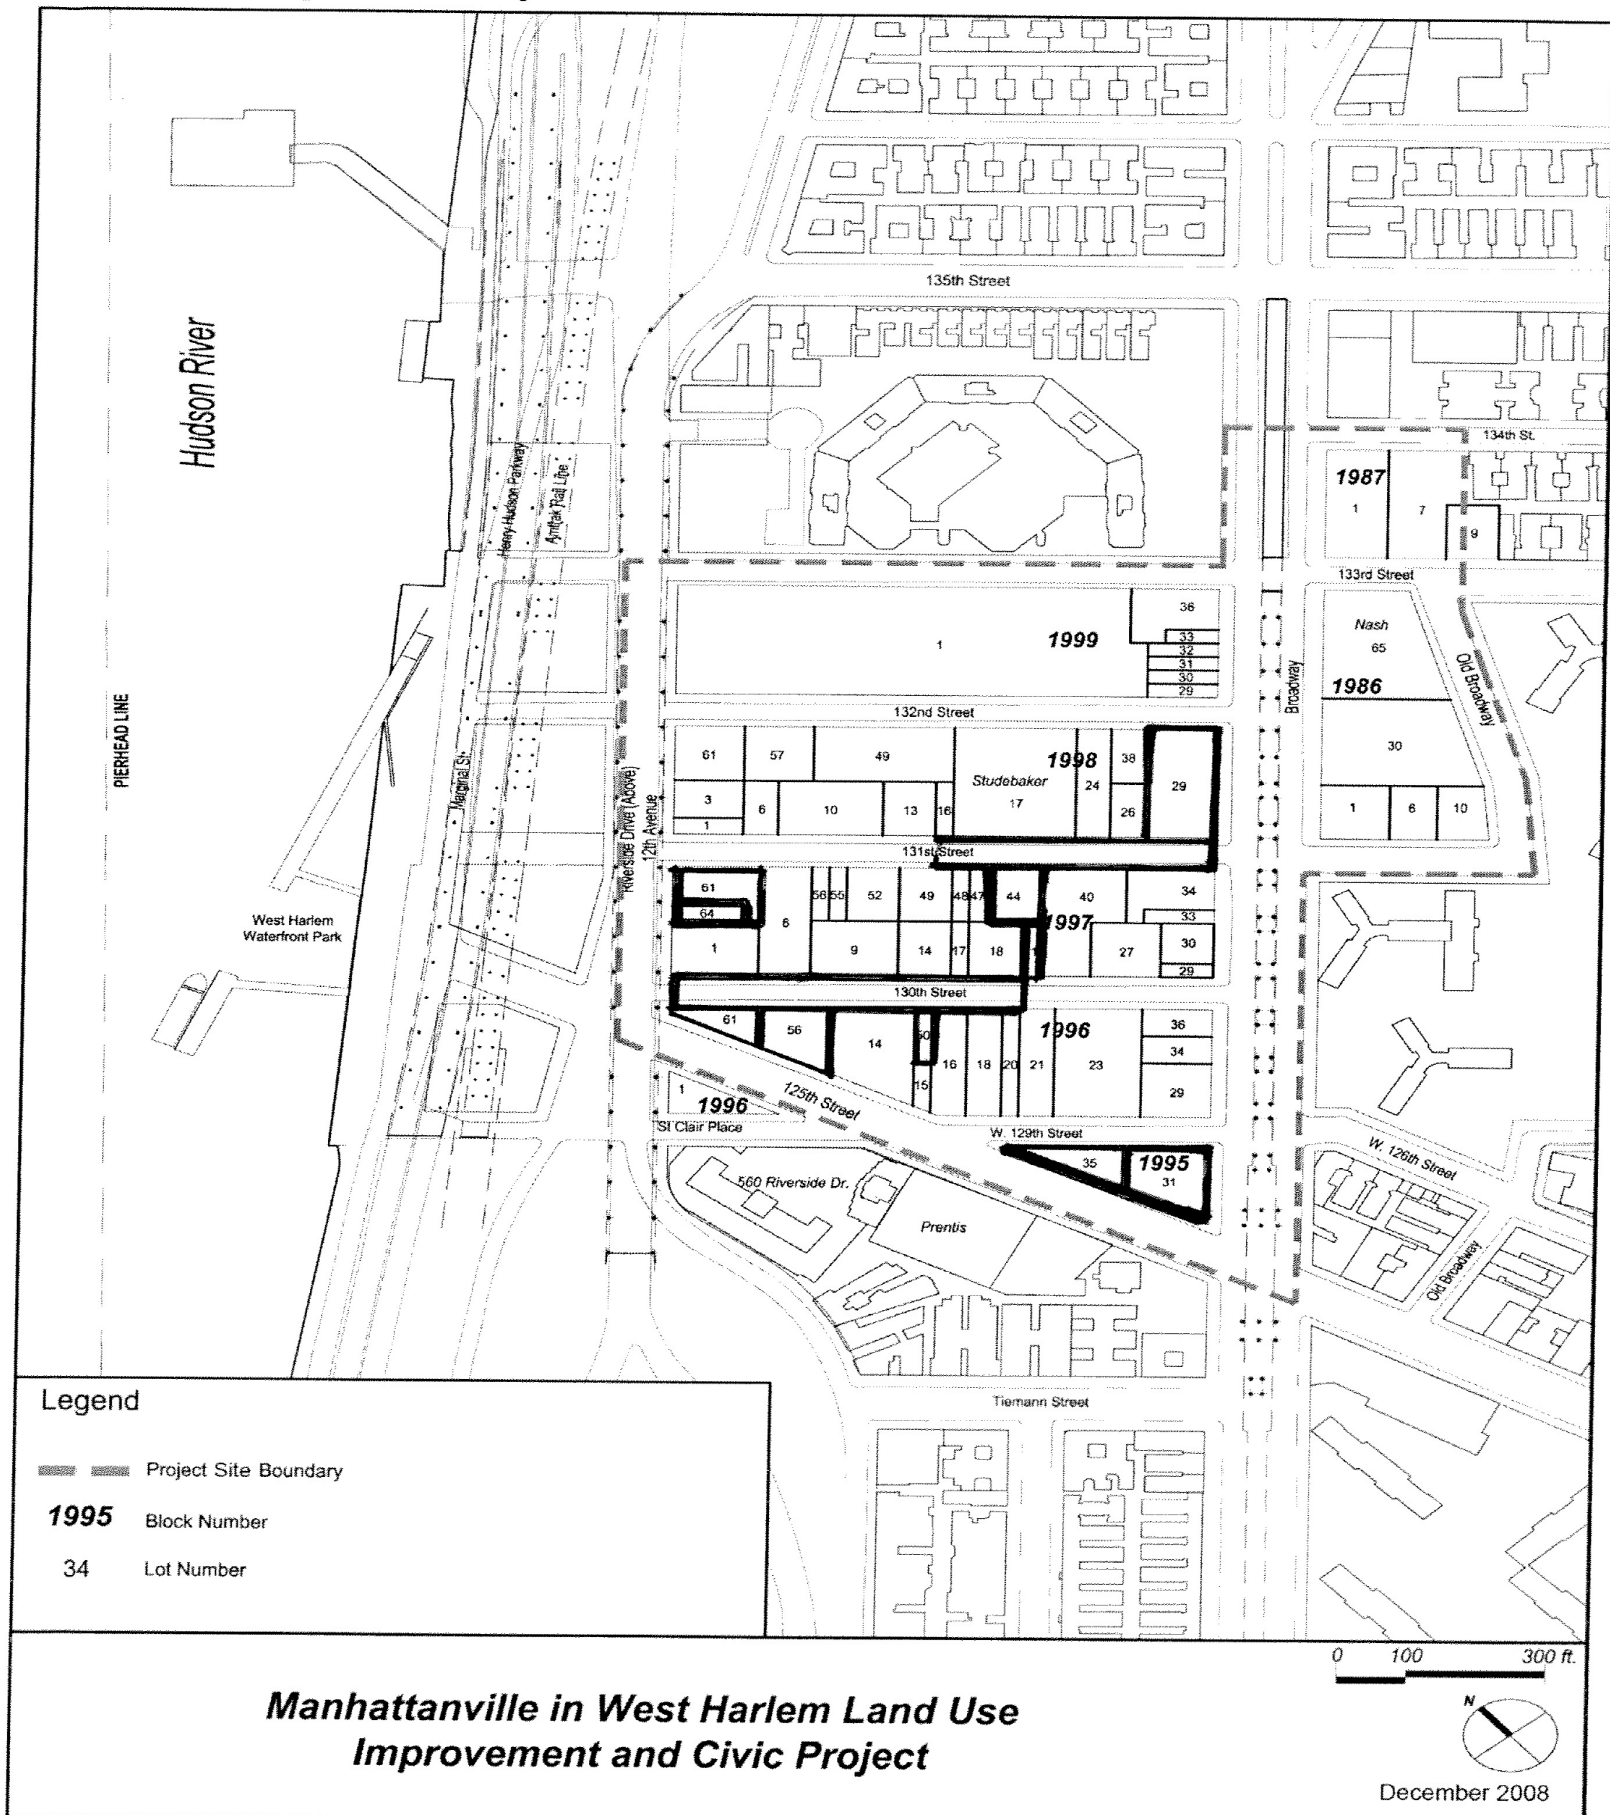 135th Street
Hudson River
134th St.
1987
1
7
9
Henry Hudson Parkway
Amtrak Rail Line
133rd Street
36
Nash
65
1
1999
33
32
31
30
29
Old Broadway
Broadway
1986
132nd Street
PIERHEAD LINE
61
57
49
1998
38
30
Studebaker
17
24
29
3
6
10
13
16
26
1
1
6
10
Marginal St.
Riverside Drive (Above)
12th Avenue
131st Street
61
56
55
52
49
48
47
44
40
34
64
33
6
1997
West Harlem
Waterfront Park
1
9
14
17
18
27
30
29
130th Street
61
56
14
50
16
18
20
21
1996
23
36
34
29
15
1
1996
125th Street
St Clair Place
W. 129th Street
W. 126th Street
35
1995
31
560 Riverside Dr.
Prentis
Old Broadway
Tiemann Street
Legend
Project Site Boundary
1995 Block Number
34 Lot Number
0 100 300 ft.
Manhattanville in West Harlem Land Use
Improvement and Civic Project
N
December 2008